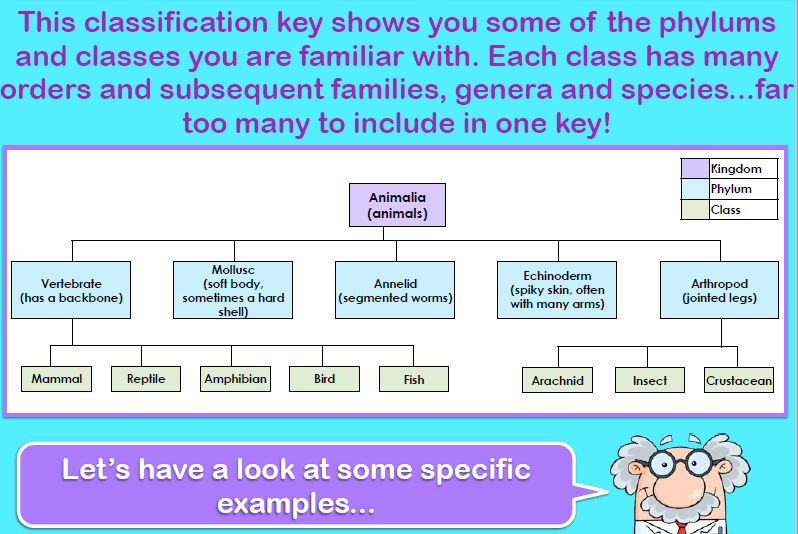 This classification key shows you some of the phylums
and classes you are familiar with. Each class has many
orders and subsequent families, genera and species...far
too many to include in one key!
Kingdom
Phylum
Class
Animalia
(animals)
Vertebrate
(has a backbone)
Mollusc
(soft body,
sometimes a hard
shell)
Annelid
(segmented worms)
Echinoderm
(spiky skin, often
with many arms)
Arthropod
(jointed legs)
Mammal
Reptile
Amphibian
Bird
Fish
Arachnid
Insect
Crustacean
Let's have a look at some specific
examples...